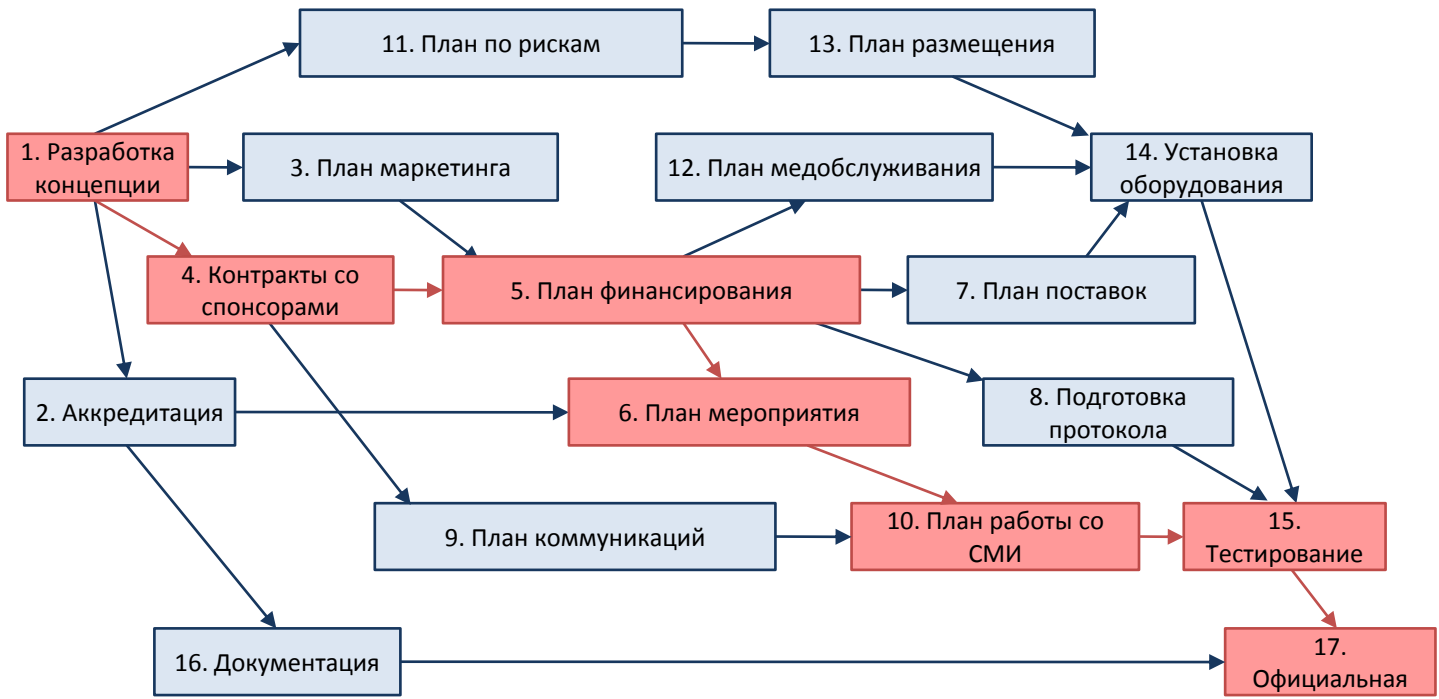 11. План по рискам
13. План размещения
1. Разработка
концепции
3. План маркетинга
12. План медобслуживания
14. Установка
оборудования
4. Контракты со
спонсорами
5. План финансирования
7. План поставок
2. Аккредитация
6. План мероприятия
8. Подготовка
протокола
9. План коммуникаций
10. План работы со
СМИ
15.
Тестирование
16. Документация
17.
Официальная